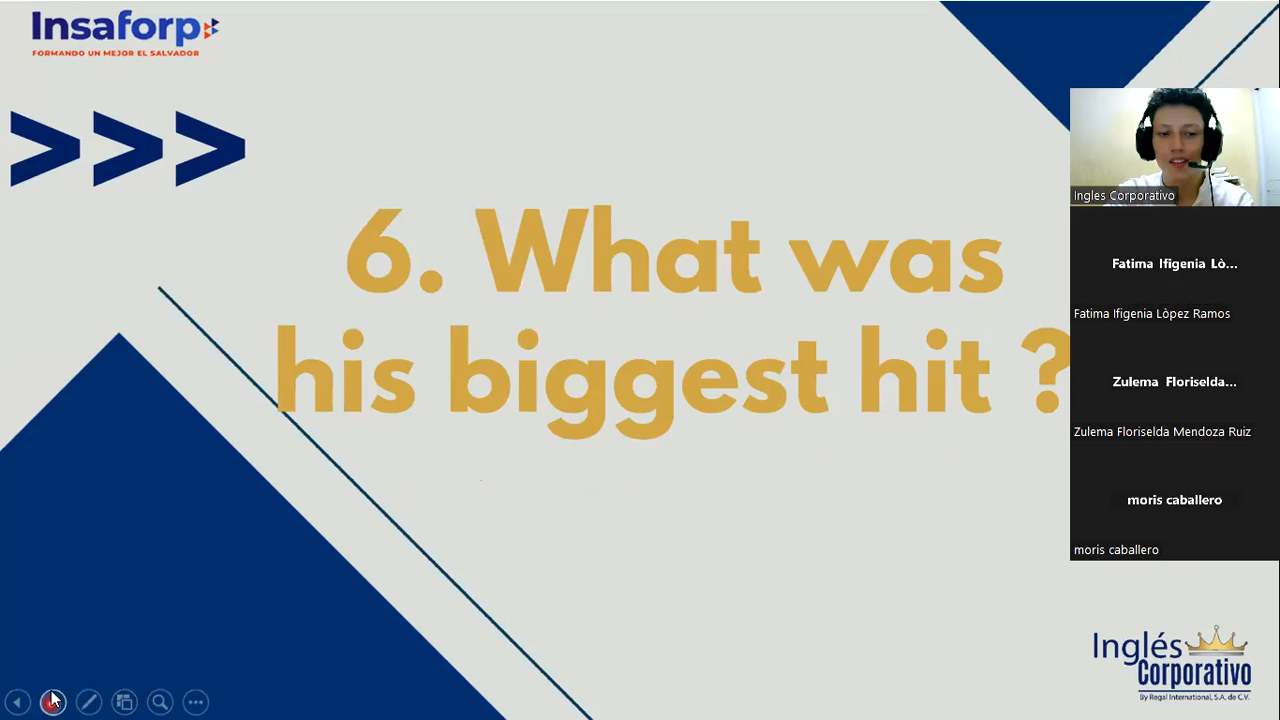 Insaforp
FORMANDO UN MEJOR EL SALVADOR
>>>
6. What was
his biggest hit ?
Ingles Corporativo
Fatima Ifigenia Lò...
Fatima Ifigenia Lòpez Ramos
Zulema Floriselda...
Zulema Floriselda Mendoza Ruiz
moris caballero
moris caballero
Inglés
Corporativo
By Regal International, S.A. de C.V.